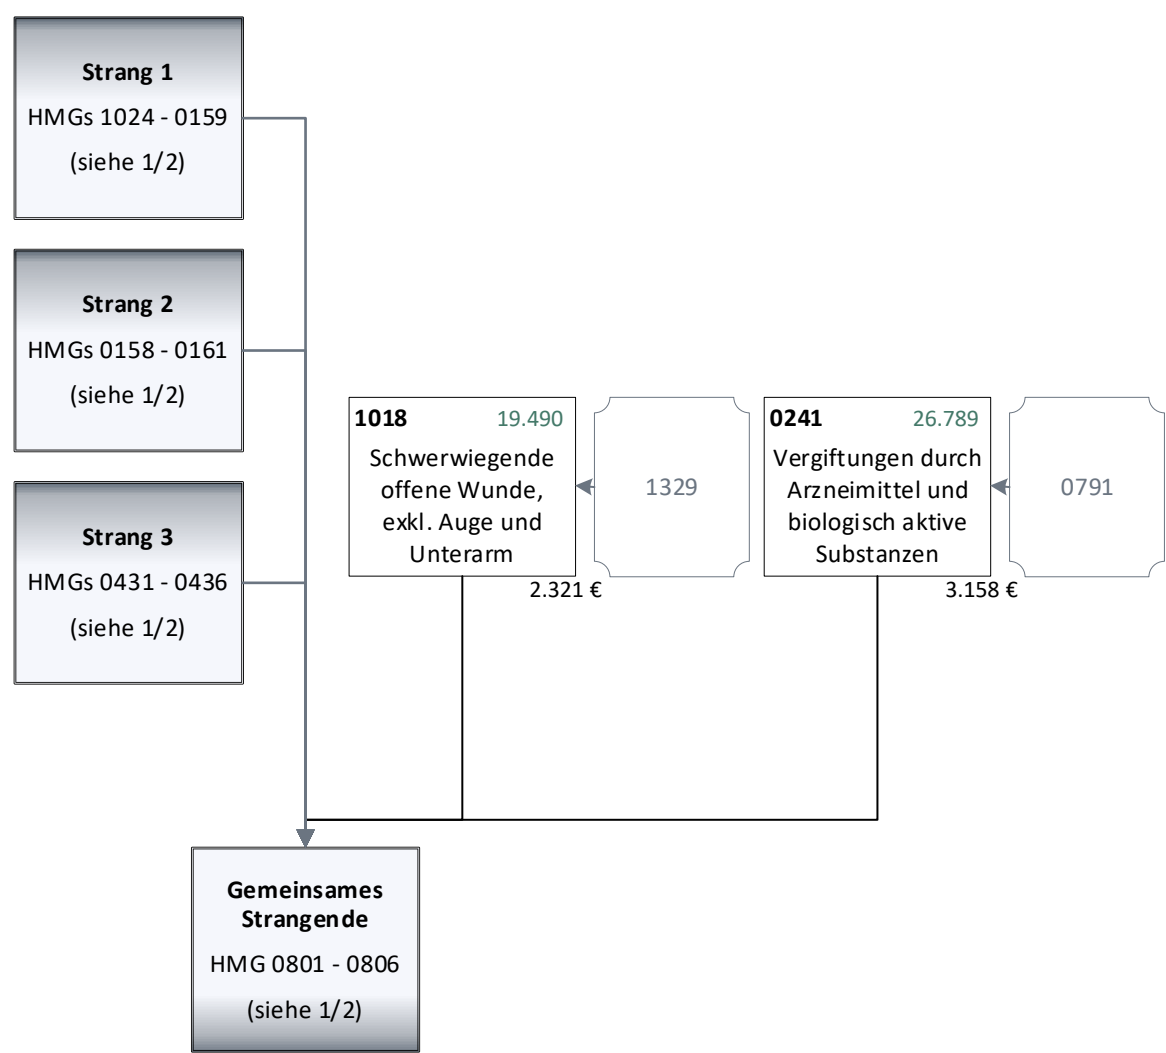 Strang 1
HMGs 1024 - 0159
(siehe 1/2)
Strang 2
HMGs 0158 - 0161
(siehe 1/2)
Strang 3
HMGs 0431 - 0436
(siehe 1/2)
1018 19.490
Schwerwiegende
offene Wunde,
exkl. Auge und
Unterarm
2.321 €
1329
0241 26.789
Vergiftungen durch
Arzneimittel und
biologisch aktive
Substanzen
3.158 €
0791
Gemeinsames
Strangende
HMG 0801 - 0806
(siehe 1/2)